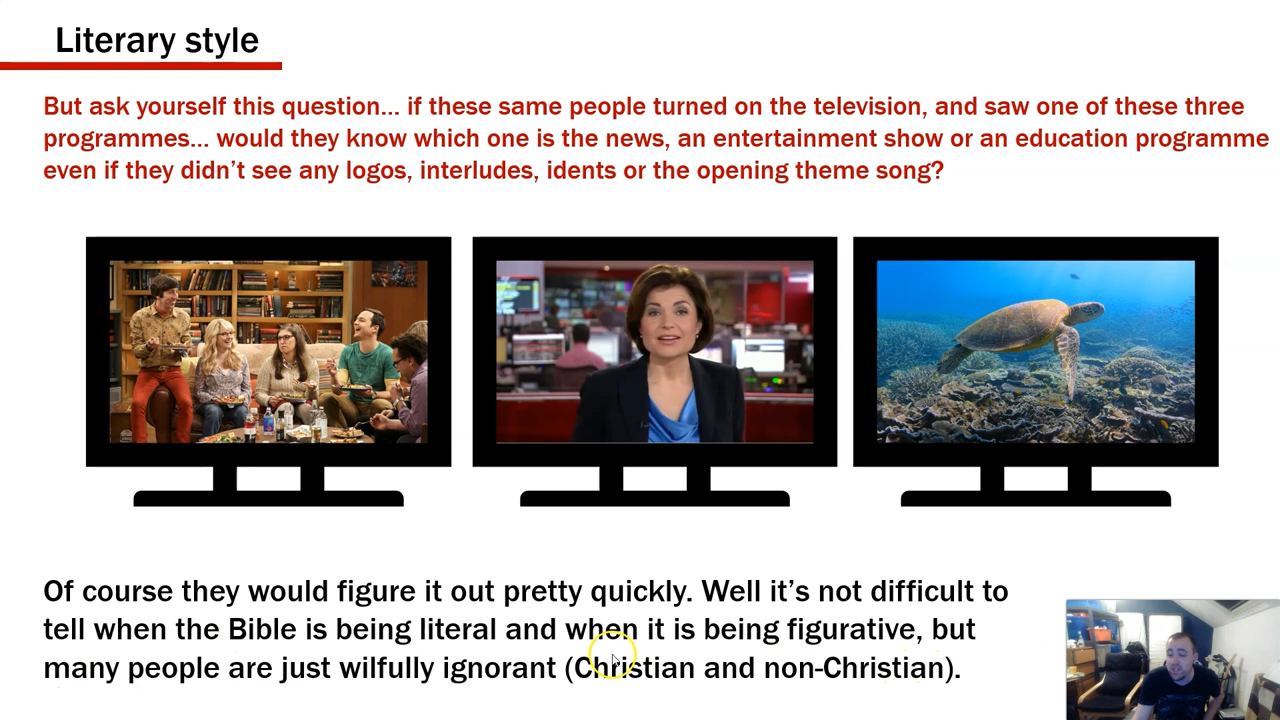 Literary style
But ask yourself this question... if these same people turned on the television, and saw one of these three
programmes... would they know which one is the news, an entertainment show or an education programme
even if they didn’t see any logos, interludes, idents or the opening theme song?
Of course they would figure it out pretty quickly. Well it’s not difficult to
tell when the Bible is being literal and when it is being figurative, but
many people are just wilfully ignorant (Christian and non-Christian).